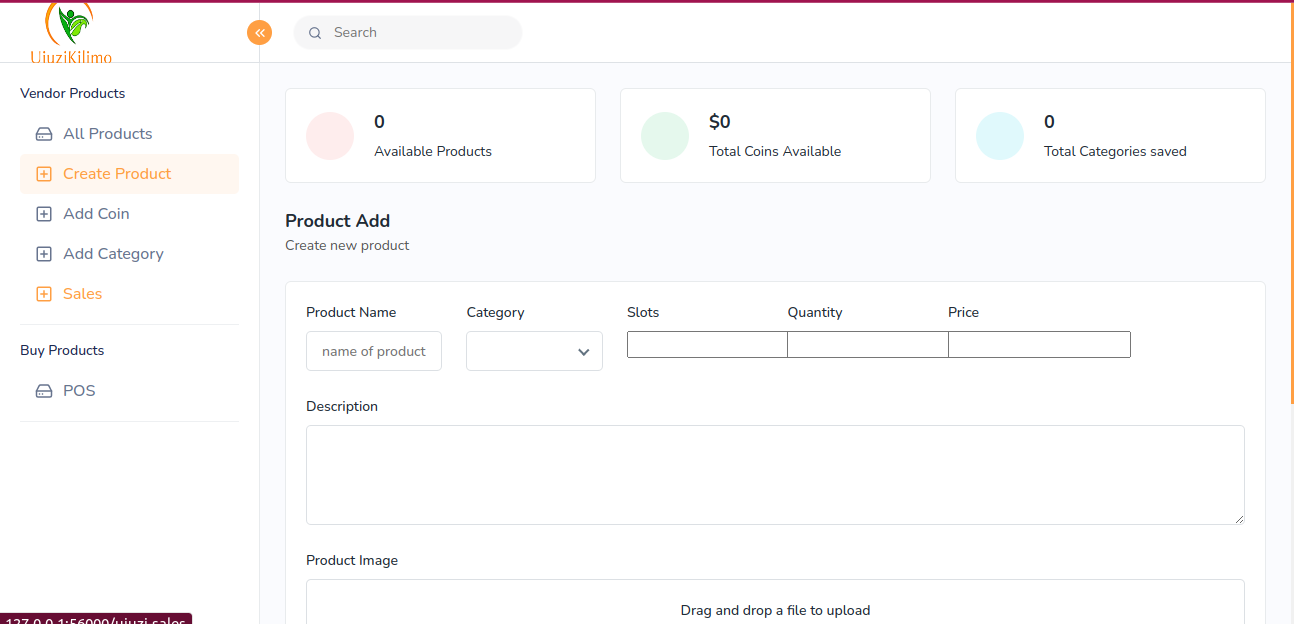 UjuziKilimo
Search
Vendor Products
All Products
Create Product
Add Coin
Add Category
Sales
Buy Products
POS
0
Available Products
$0
Total Coins Available
0
Total Categories saved
Product Add
Create new product
Product Name
Category
Slots
Quantity
Price
name of product
Description
Product Image
Drag and drop a file to upload
127.0.0.1:56000/ujuzi-sales